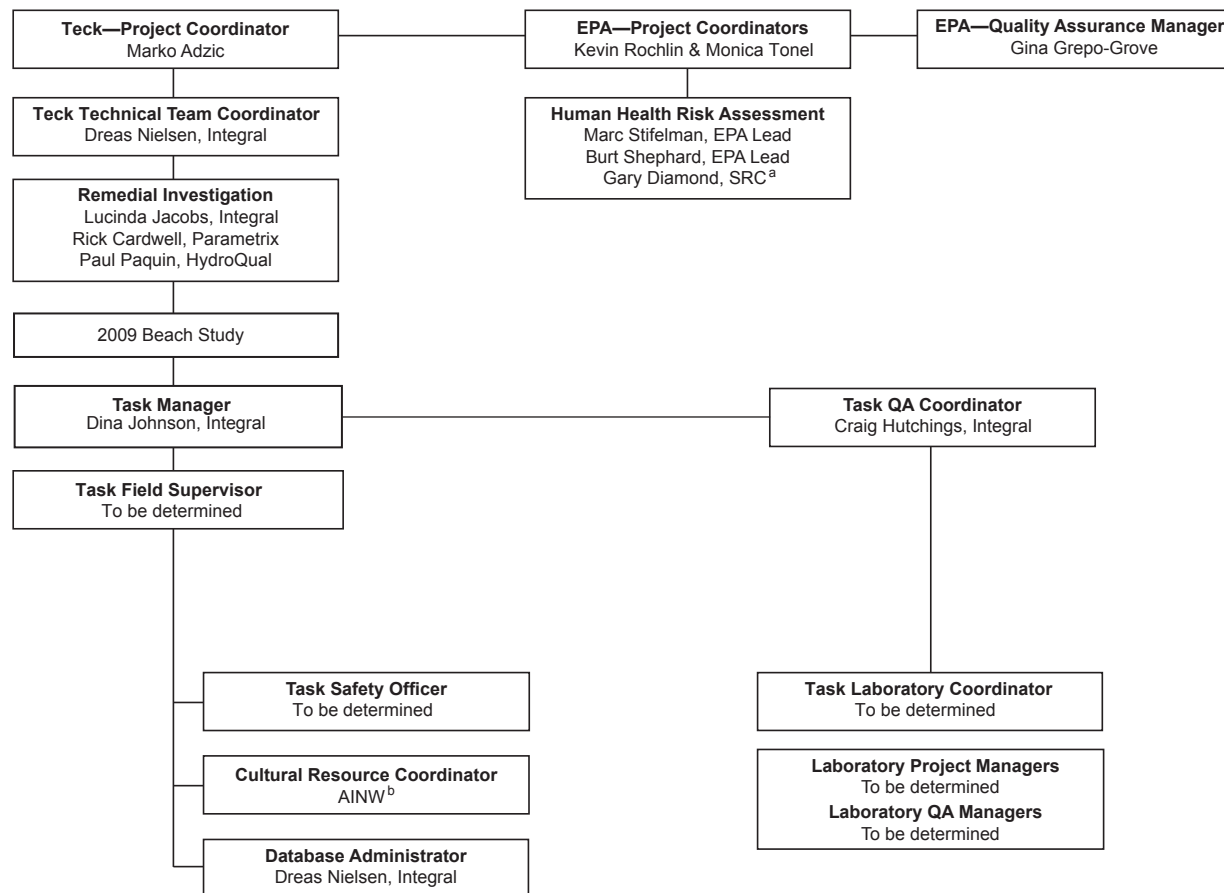 Teck—Project Coordinator
Marko Adzic
EPA—Project Coordinators
Kevin Rochlin & Monica Tonel
EPA—Quality Assurance Manager
Gina Grepo-Grove
Teck Technical Team Coordinator
Dreas Nielsen, Integral
Human Health Risk Assessment
Marc Stifelman, EPA Lead
Burt Shephard, EPA Lead
Gary Diamond, SRC a
Remedial Investigation
Lucinda Jacobs, Integral
Rick Cardwell, Parametrix
Paul Paquin, HydroQual
2009 Beach Study
Task Manager
Dina Johnson, Integral
Task QA Coordinator
Craig Hutchings, Integral
Task Field Supervisor
To be determined
Task Safety Officer
To be determined
Task Laboratory Coordinator
To be determined
Cultural Resource Coordinator
AINW b
Laboratory Project Managers
To be determined
Laboratory QA Managers
To be determined
Database Administrator
Dreas Nielsen, Integral